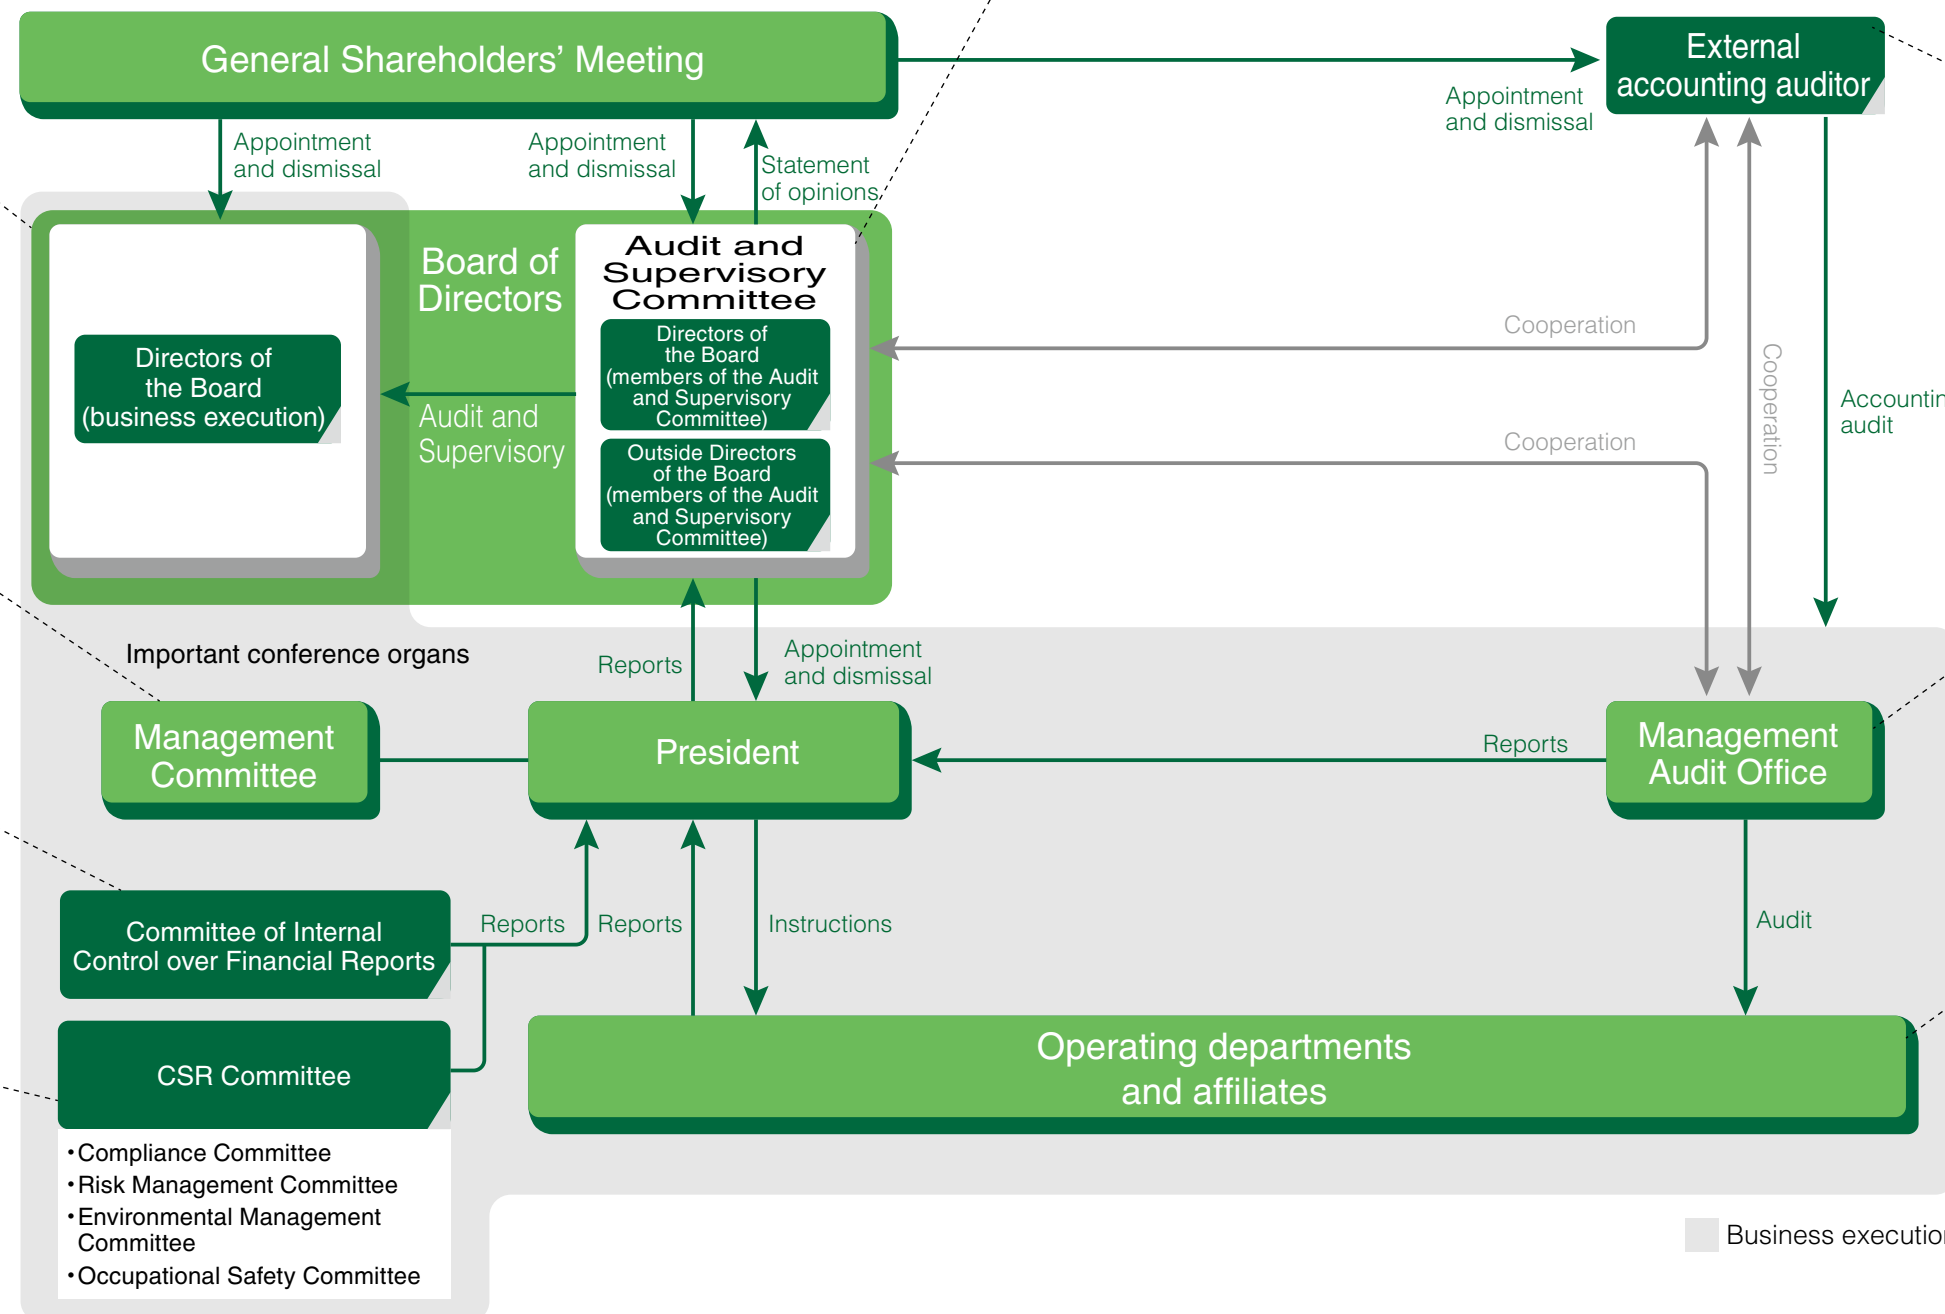 General Shareholders’ Meeting
External
accounting auditor
Appointment
and dismissal
Appointment
and dismissal
Appointment
and dismissal
Statement
of opinions
Board of
Directors
Audit and
Supervisory
Committee
Directors of
the Board
(business execution)
Directors of
the Board
(members of the Audit
and Supervisory
Committee)
Audit and
Supervisory
Outside Directors
of the Board
(members of the Audit
and Supervisory
Committee)
Cooperation
Cooperation
Cooperation
Accountin
audit
Important conference organs
Reports
Appointment
and dismissal
Management
Committee
President
Reports
Management
Audit Office
Committee of Internal
Control over Financial Reports
Reports
Reports
Instructions
Audit
CSR Committee
Operating departments
and affiliates
・Compliance Committee
・Risk Management Committee
・Environmental Management
Committee
・Occupational Safety Committee
Business execution